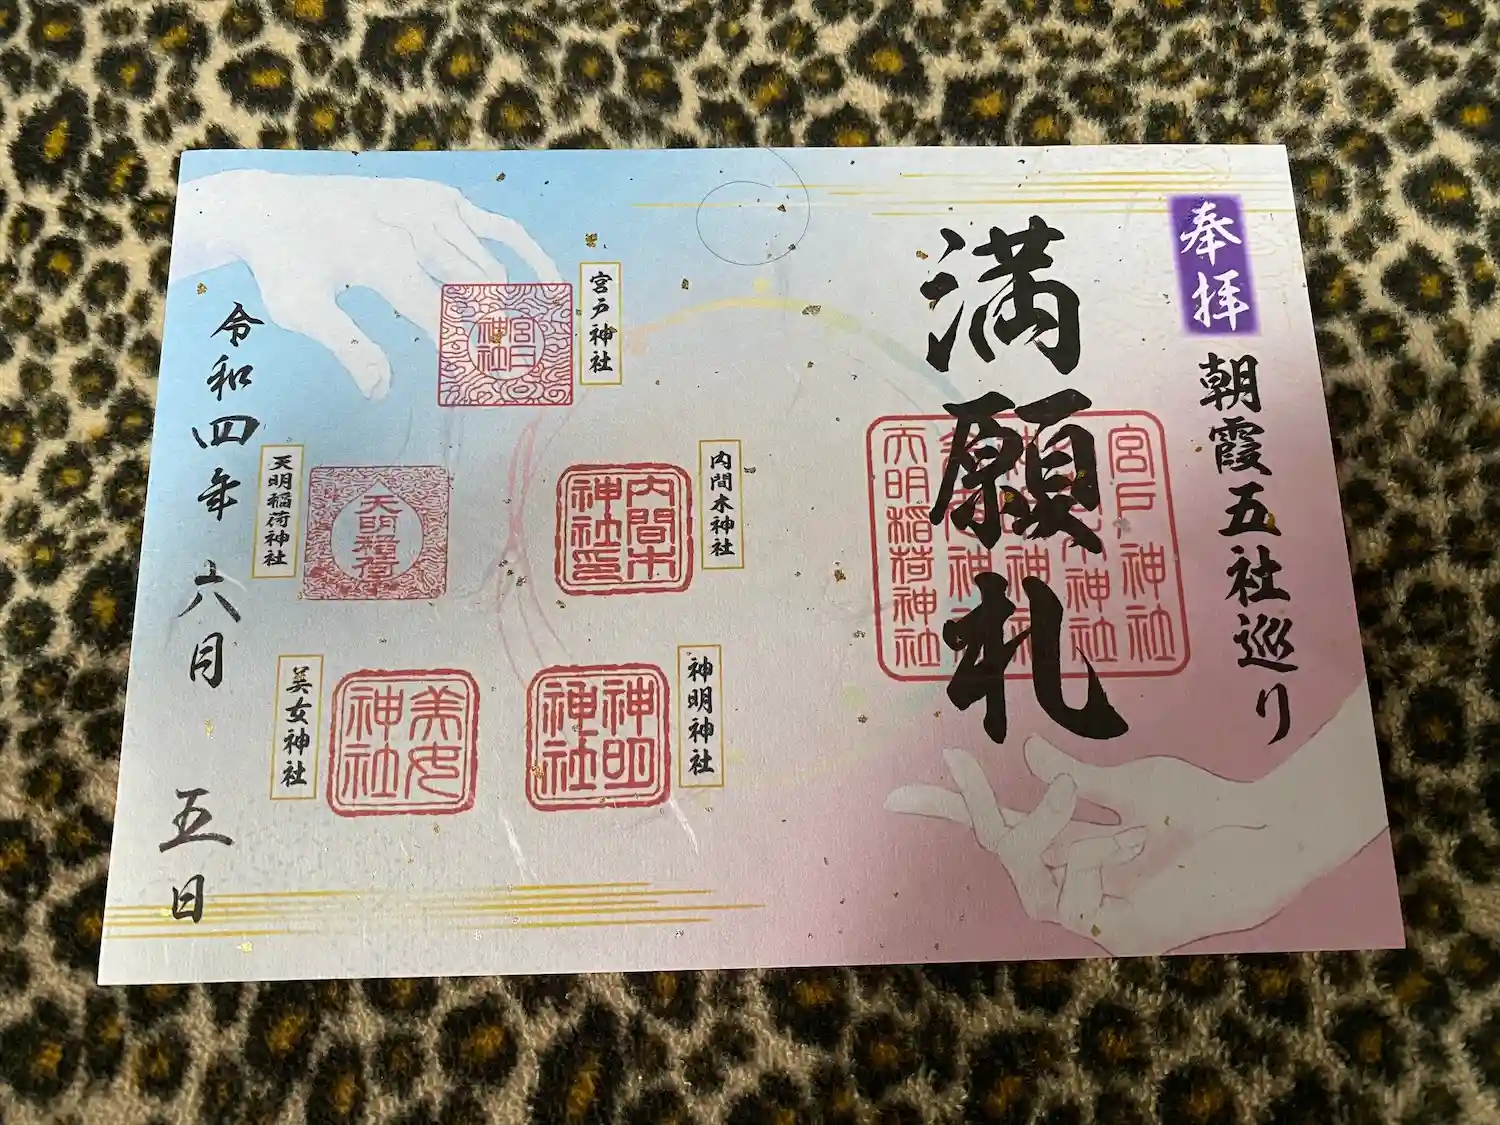 奉拝
朝霞五社巡り
満願札
宮戸神社
天明稲荷神社
宮戸神社
宮戸神社
内間木神社
内間木神社印
神明神社
神明神社
天明稲荷神社
天明稲荷
美女神社
美女神社
令和四年六月五日